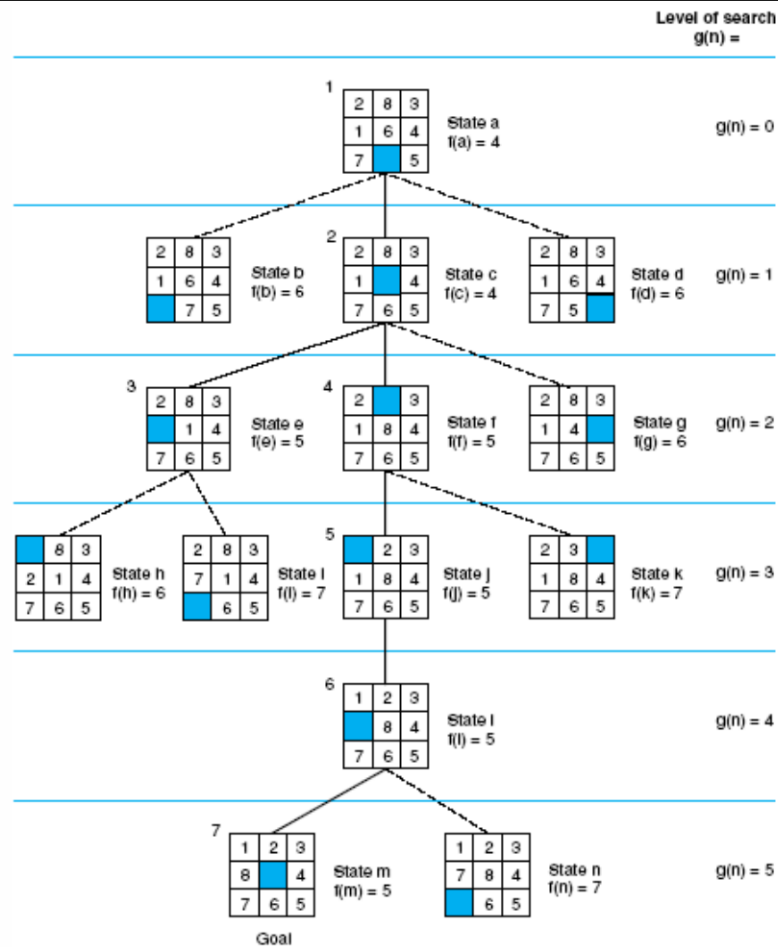 Level of search
g(n) =
1
2 8 3
1 6 4
7 5
State a
f(a) = 4
g(n) = 0
2 8 3
1 6 4
7 5
State b
f(b) = 6
2
2 8 3
1 4
7 6 5
State c
f(c) = 4
2 8 3
1 6 4
7 5
State d
f(d) = 6
g(n) = 1
3
2 8 3
1 4
7 6 5
State e
f(e) = 5
4
2 3
1 8 4
7 6 5
State f
f(f) = 5
2 8 3
1 4
7 6 5
State g
f(g) = 6
g(n) = 2
8 3
2 1 4
7 6 5
State h
f(h) = 6
2 8 3
7 1 4
6 5
State i
f(i) = 7
5
2 3
1 8 4
7 6 5
State j
f(j) = 5
2 3
1 8 4
7 6 5
State k
f(k) = 7
g(n) = 3
6
1 2 3
8 4
7 6 5
State l
f(l) = 5
g(n) = 4
7
1 2 3
8 4
7 6 5
State m
f(m) = 5
1 2 3
7 8 4
6 5
State n
f(n) = 7
g(n) = 5
Goal